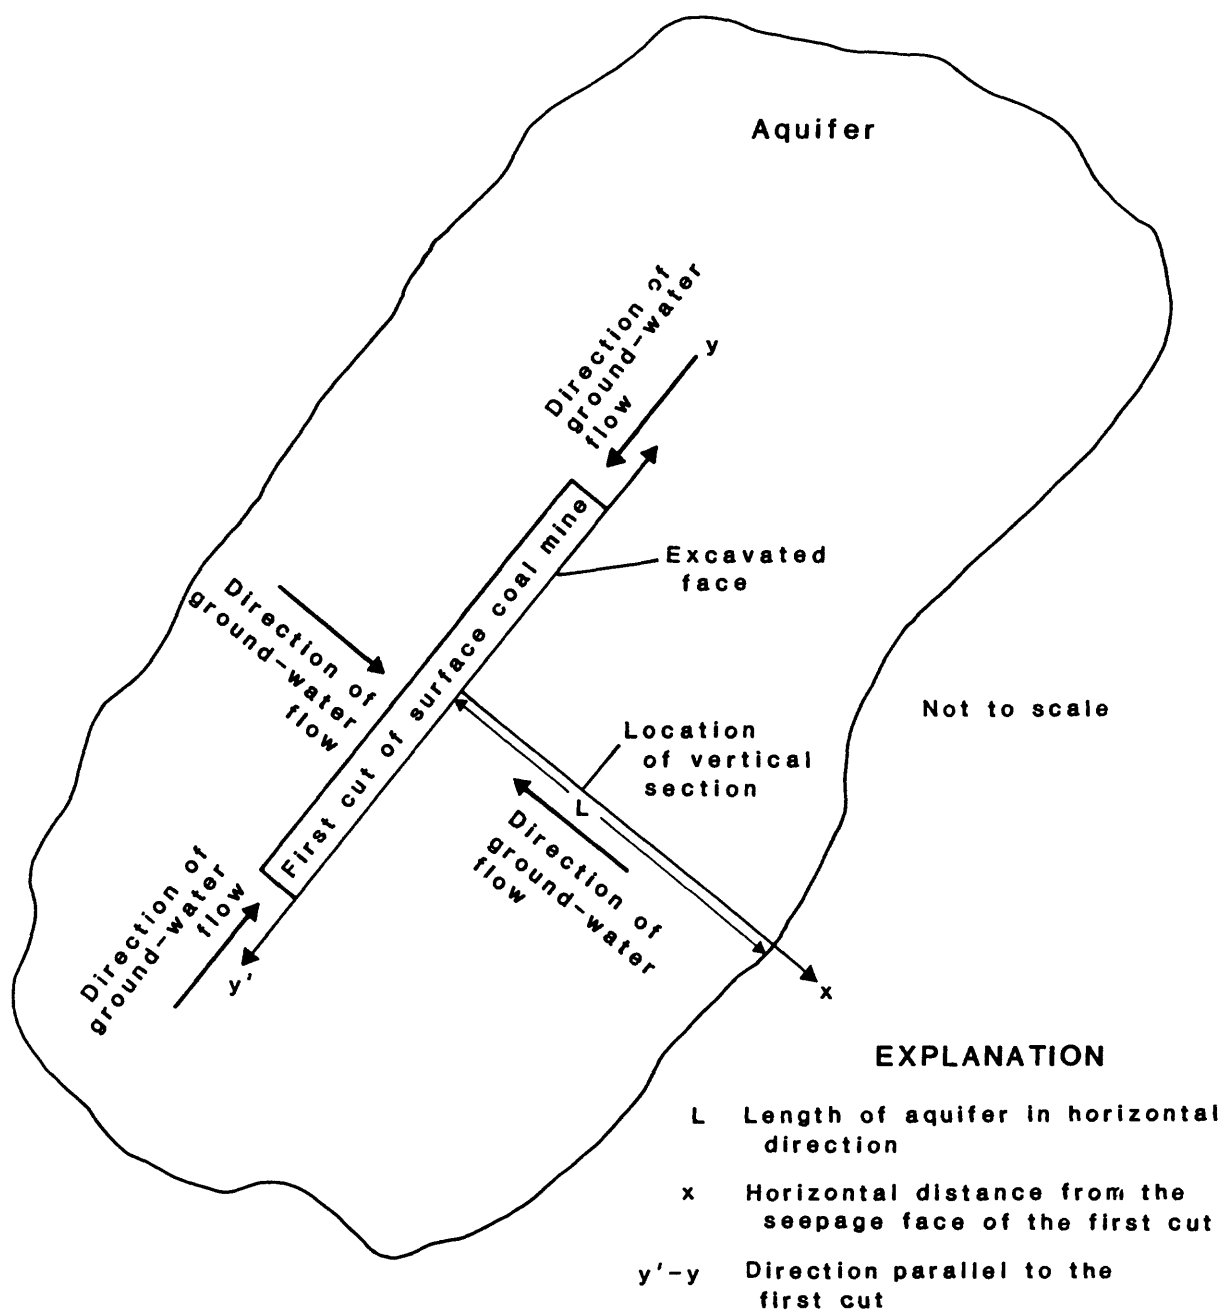 Aquifer
Direction of
ground-water
flow
y
First cut of surface coal mine
Excavated
face
Direction of
ground-water
flow
Not to scale
Location
of vertical
section
L
Direction of
ground-water
flow
Direction of
ground-water
flow
y'
x
EXPLANATION
L Length of aquifer in horizontal
direction
x Horizontal distance from the
seepage face of the first cut
y'-y Direction parallel to the
first cut